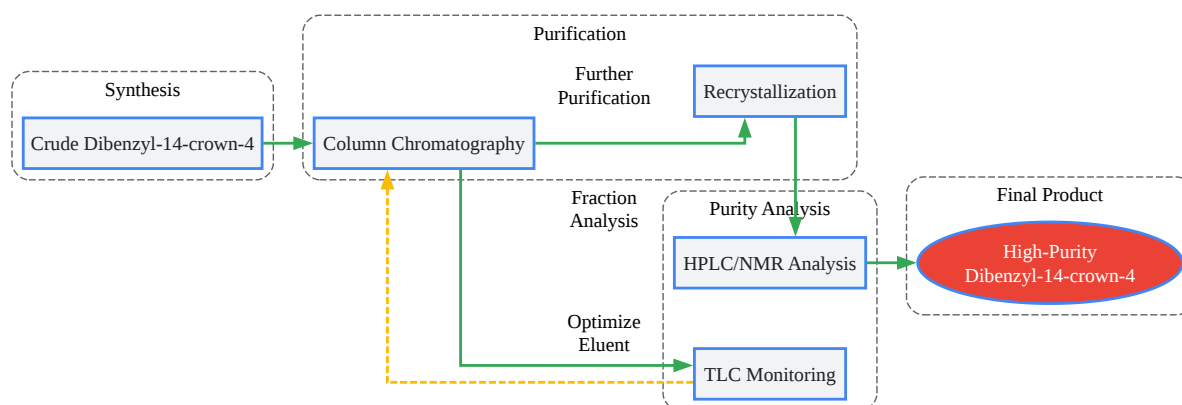 Purification
Synthesis
Further
Purification
Recrystallization
Crude Dibenzyl-14-crown-4
Column Chromatography
Fraction
Analysis
Purity Analysis
Final Product
HPLC/NMR Analysis
High-Purity
Dibenzyl-14-crown-4
Optimize
Eluent
TLC Monitoring